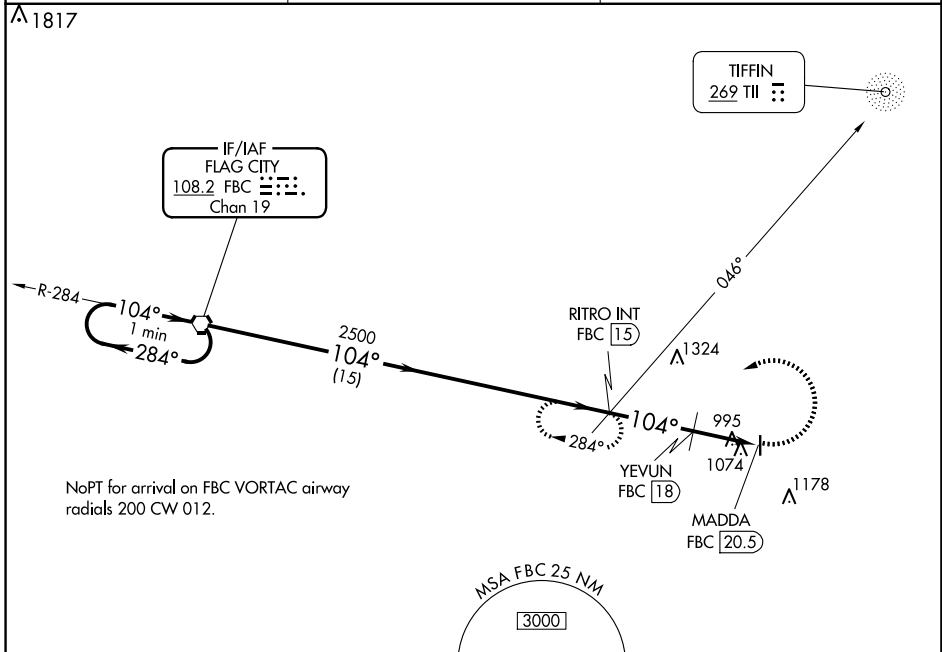 1817
TIFFIN
269 TII
IF/IAF
FLAG CITY
108.2 FBC
Chan 19
R-284
104°
1 min
284°
2500
104°
(15)
046°
RITRO INT
FBC 15
1324
284°
104°
995
1074
YEVUN
FBC 18
1178
MADDA
FBC 20.5
NoPT for arrival on FBC VORTAC airway
radials 200 CW 012.
MSA FBC 25 NM
3000